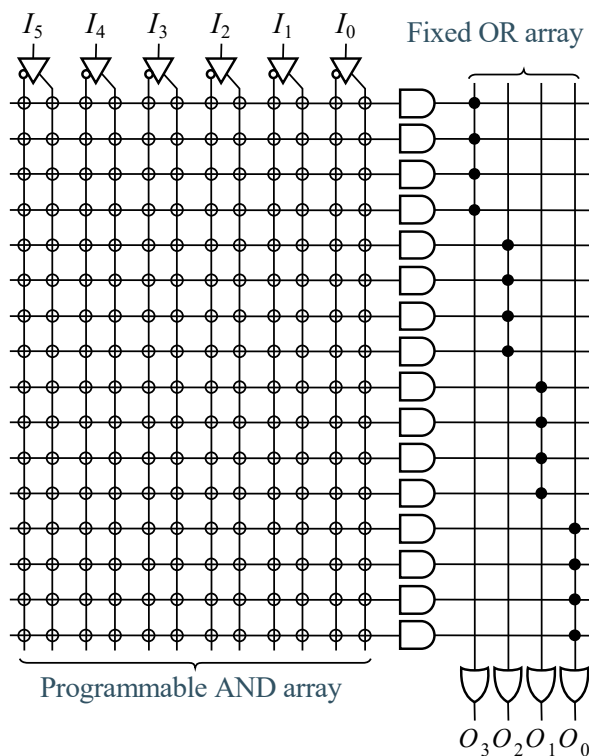 I5 I4 I3 I2 I1 I0
Fixed OR array
Programmable AND array
O3 O2 O1 O0